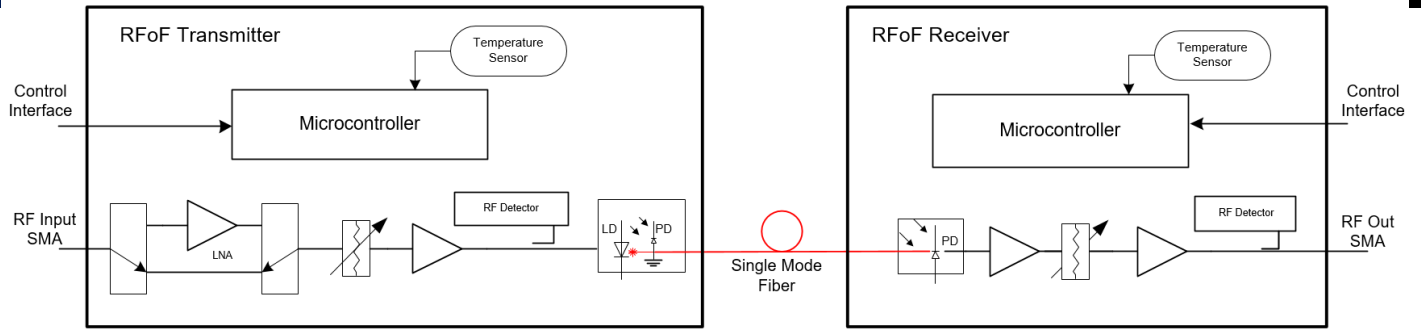 RFoF Transmitter
Temperature
Sensor
Control
Interface
Microcontroller
RF Input
SMA
LNA
RF Detector
LD
PD
Single Mode
Fiber
RFoF Receiver
Temperature
Sensor
Control
Interface
Microcontroller
PD
RF Detector
RF Out
SMA